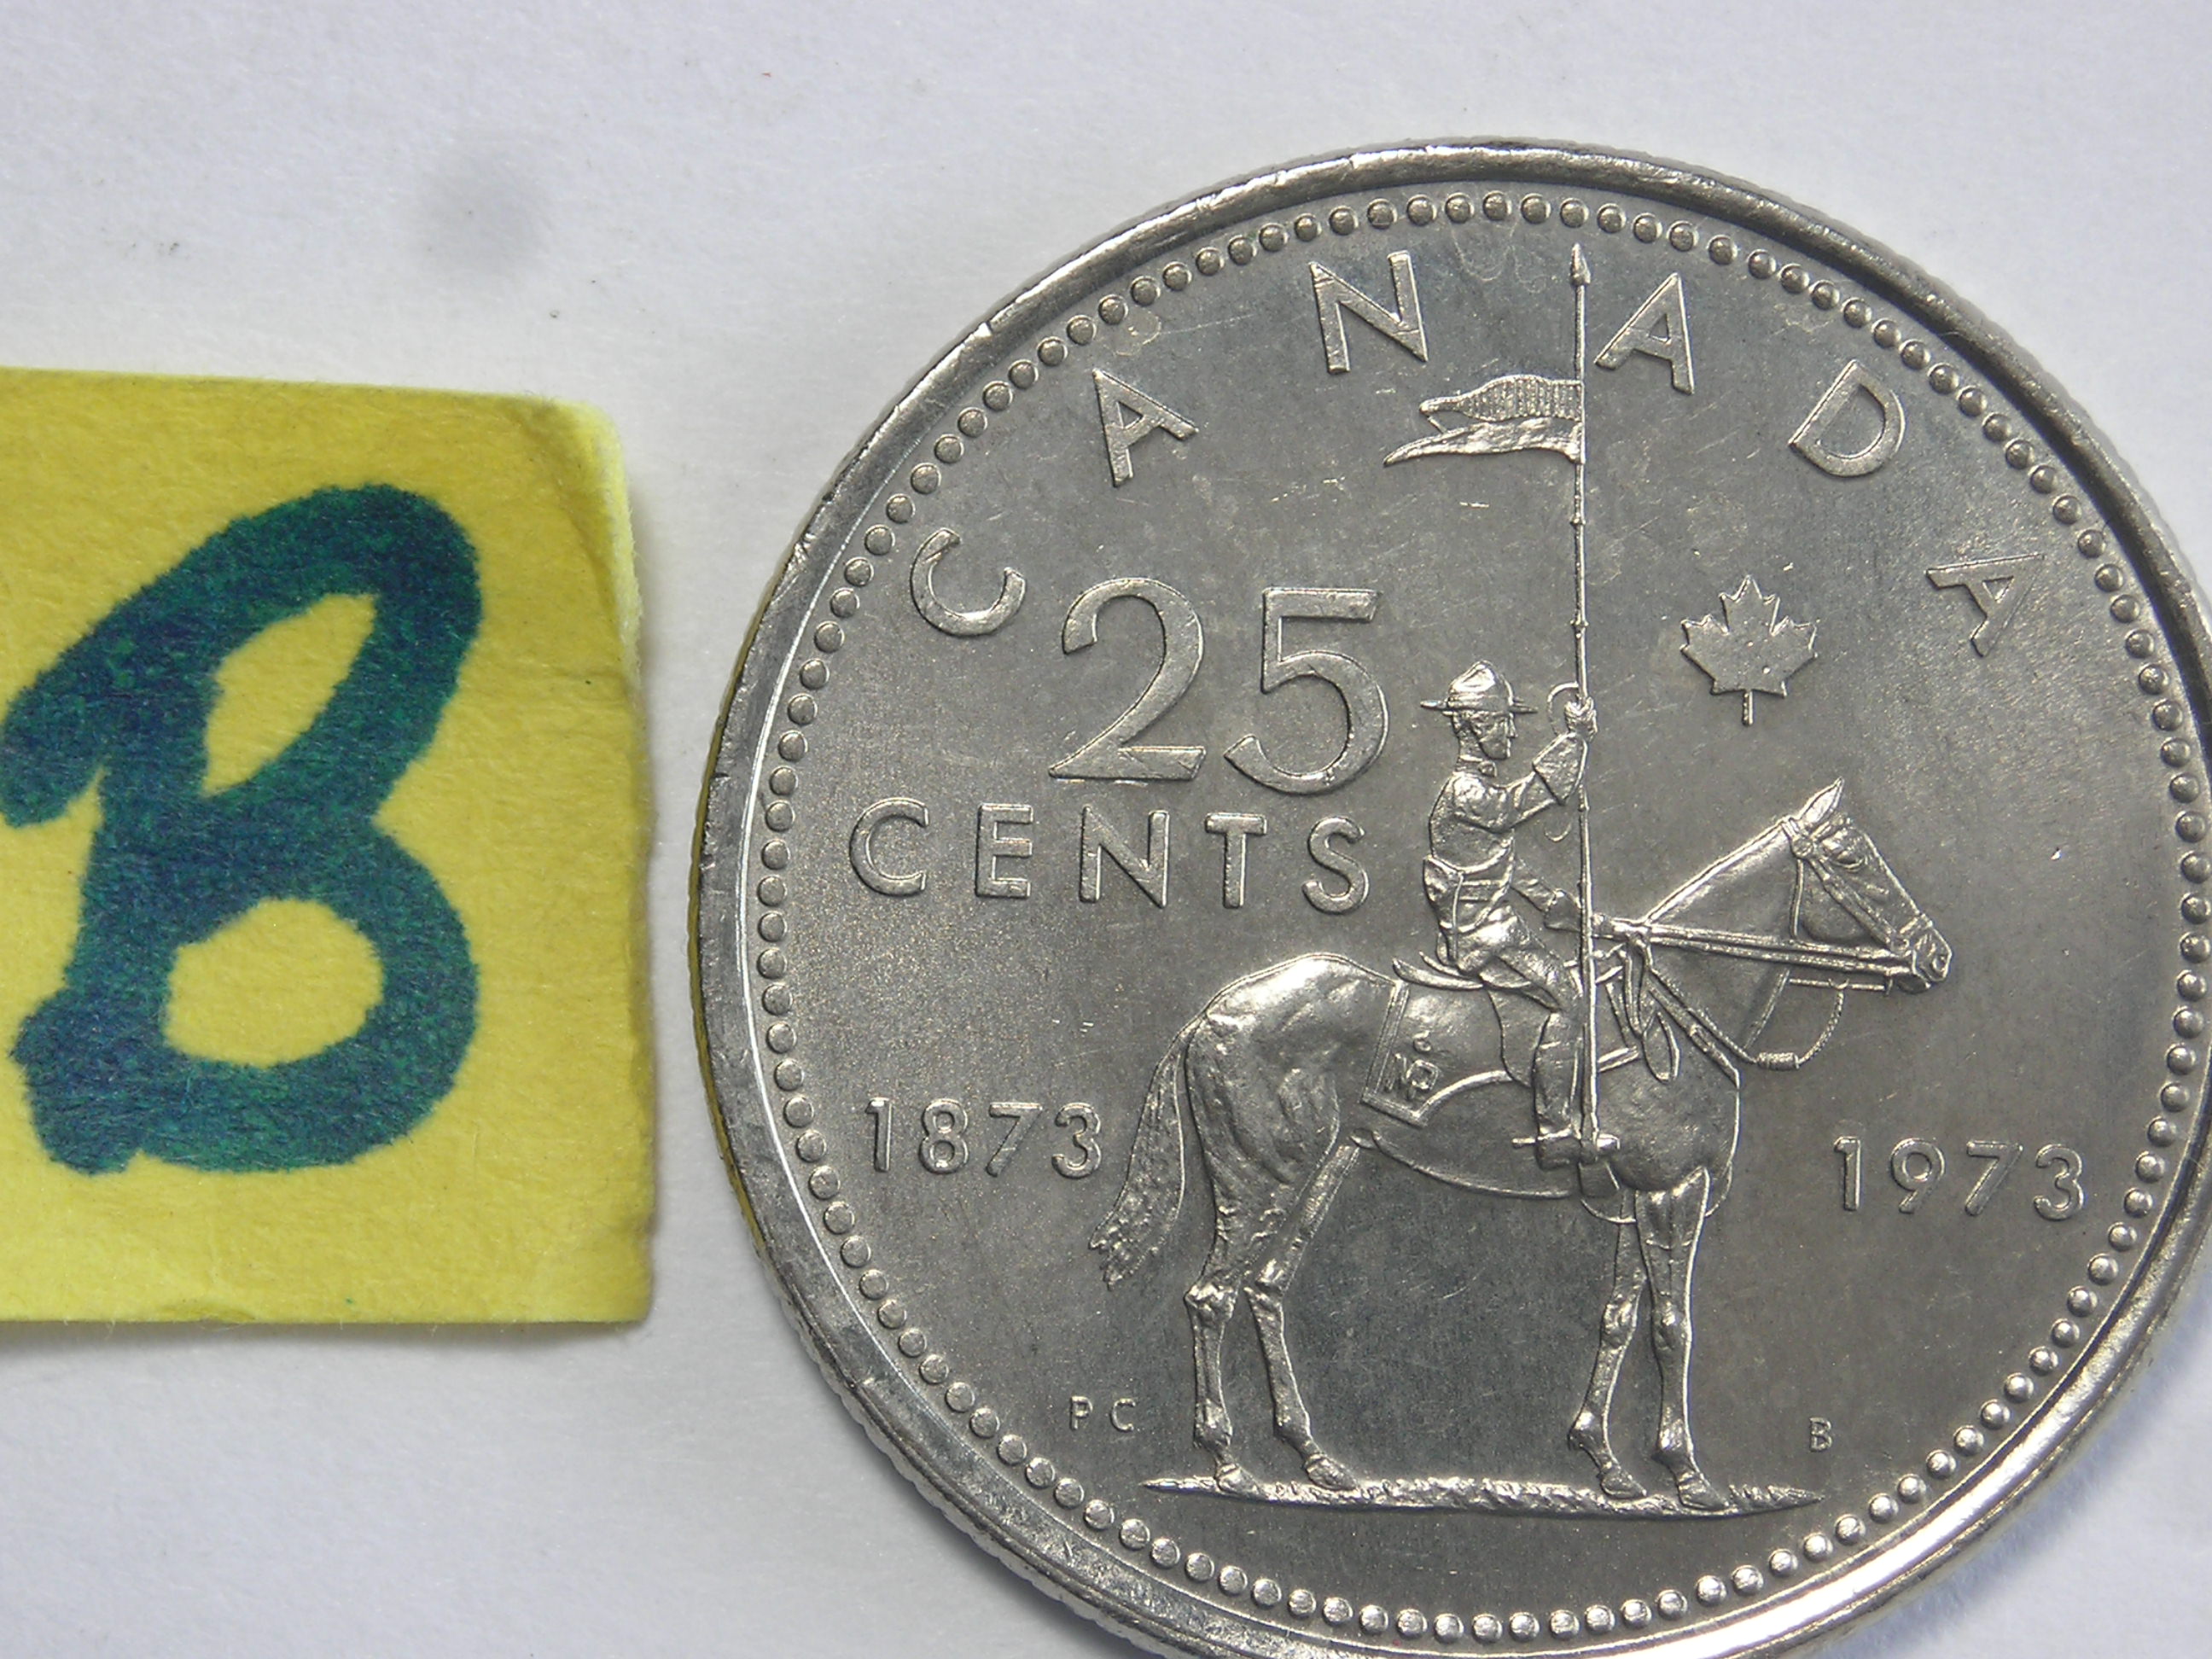 B
CANADA
25
CENTS
1873 1973
PC B